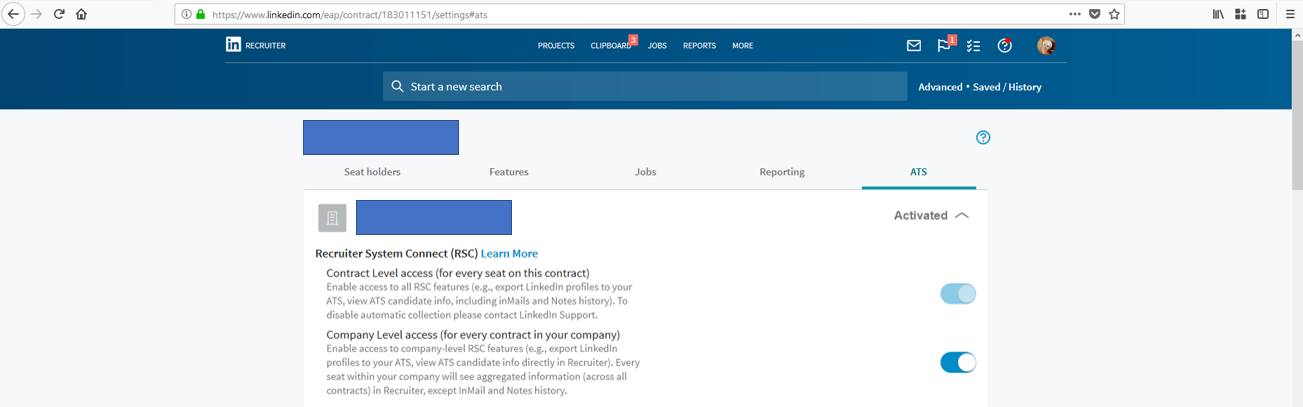 https://www.linkedin.com/eap/contract/183011151/settings#ats
in RECRUITER
PROJECTS CLIPBOARD 3 JOBS REPORTS MORE 1
Start a new search
Advanced • Saved / History
Seat holders Features Jobs Reporting ATS
Activated
Recruiter System Connect (RSC) Learn More
Contract Level access (for every seat on this contract)
Enable access to all RSC features (e.g., export LinkedIn profiles to your
ATS, view ATS candidate info, including inMails and Notes history). To
disable automatic collection please contact LinkedIn Support.
Company Level access (for every contract in your company)
Enable access to company-level RSC features (e.g., export LinkedIn
profiles to your ATS, view ATS candidate info directly in Recruiter). Every
seat within your company will see aggregated information (across all
contracts) in Recruiter, except InMail and Notes history.